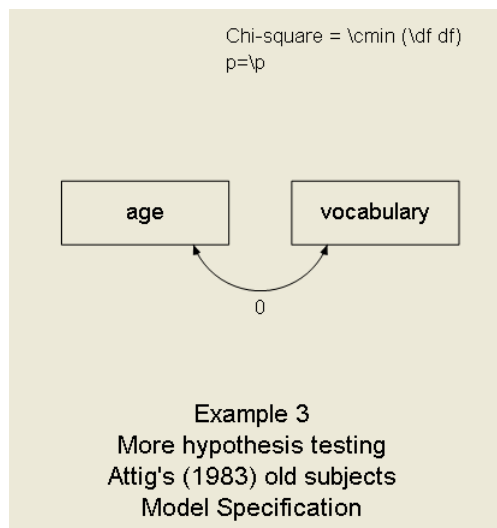 Chi-square = \cmin (\df df)
p=\p
age
vocabulary
0
Example 3
More hypothesis testing
Attig's (1983) old subjects
Model Specification